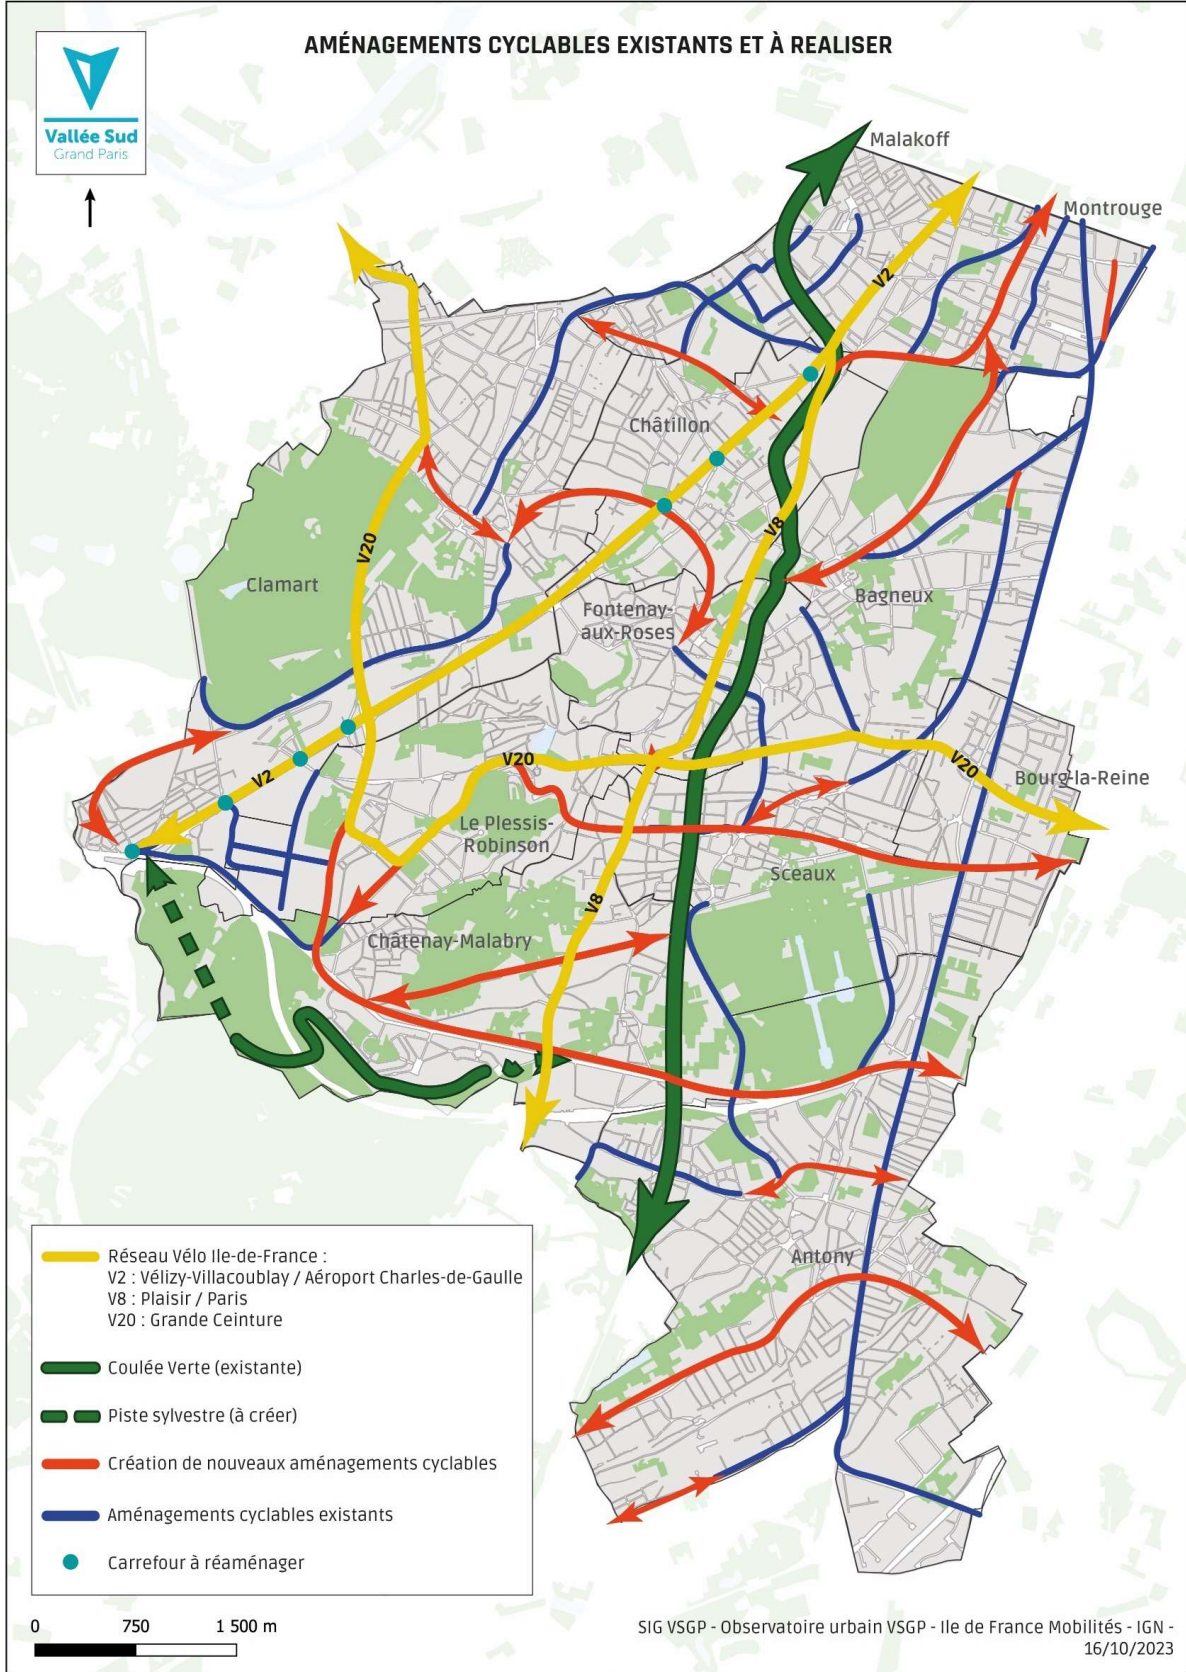 AMÉNAGEMENTS CYCLABLES EXISTANTS ET À REALISER
Vallée Sud
Grand Paris
Malakoff
Montrouge
V2
Châtillon
V20
V8
Clamart
Fontenay-
aux-Roses
Bagneux
V20
V2
V20
Bourg-la-Reine
Le Plessis-
Robinson
Sceaux
V8
Châtenay-Malabry
Antony
Réseau Vélo Ile-de-France :
V2 : Vélizy-Villacoublay / Aéroport Charles-de-Gaulle
V8 : Plaisir / Paris
V20 : Grande Ceinture
Coulée Verte (existante)
Piste sylvestre (à créer)
Création de nouveaux aménagements cyclables
Aménagements cyclables existants
Carrefour à réaménager
0 750 1 500 m
SIG VSGP - Observatoire urbain VSGP - Ile de France Mobilités - IGN -
16/10/2023